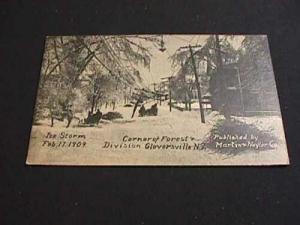 Ice Storm
Feb. 17. 1909.
Corner of Forest &
Division Gloversville N.Y.
Published by
Martin & Naylor Co.